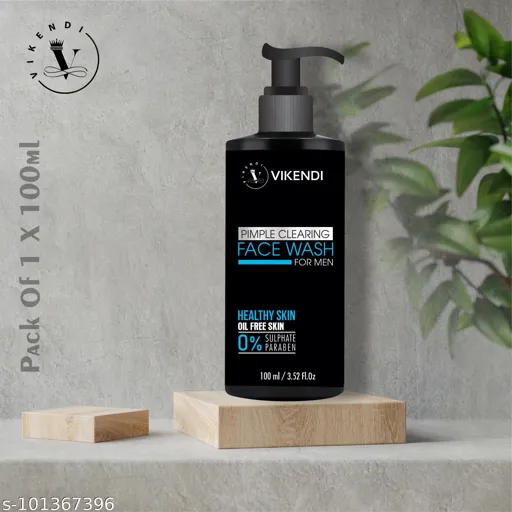 VIKENDI
V
Pack Of 1 X 100ml
VIKENDI
V
VIKENDI
PIMPLE CLEARING
FACE WASH
FOR MEN
HEALTHY SKIN
OIL FREE SKIN
0% SULPHATE
PARABEN
100 ml / 3.52 Fl.Oz
s-101367396